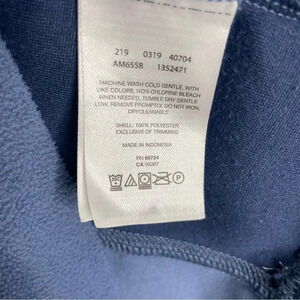 219 0319 40704
AM6558 13S2471
MACHINE WASH COLD GENTLE, WITH
LIKE COLORS. NON-CHLORINE BLEACH
WHEN NEEDED, TUMBLE DRY GENTLE
LOW, REMOVE PROMPTLY. DO NOT IRON,
DRYCLEANABLE
SHELL: 100% POLYESTER
EXCLUSIVE OF TRIMMING
MADE IN INDONESIA
RN 69724
CA 05367